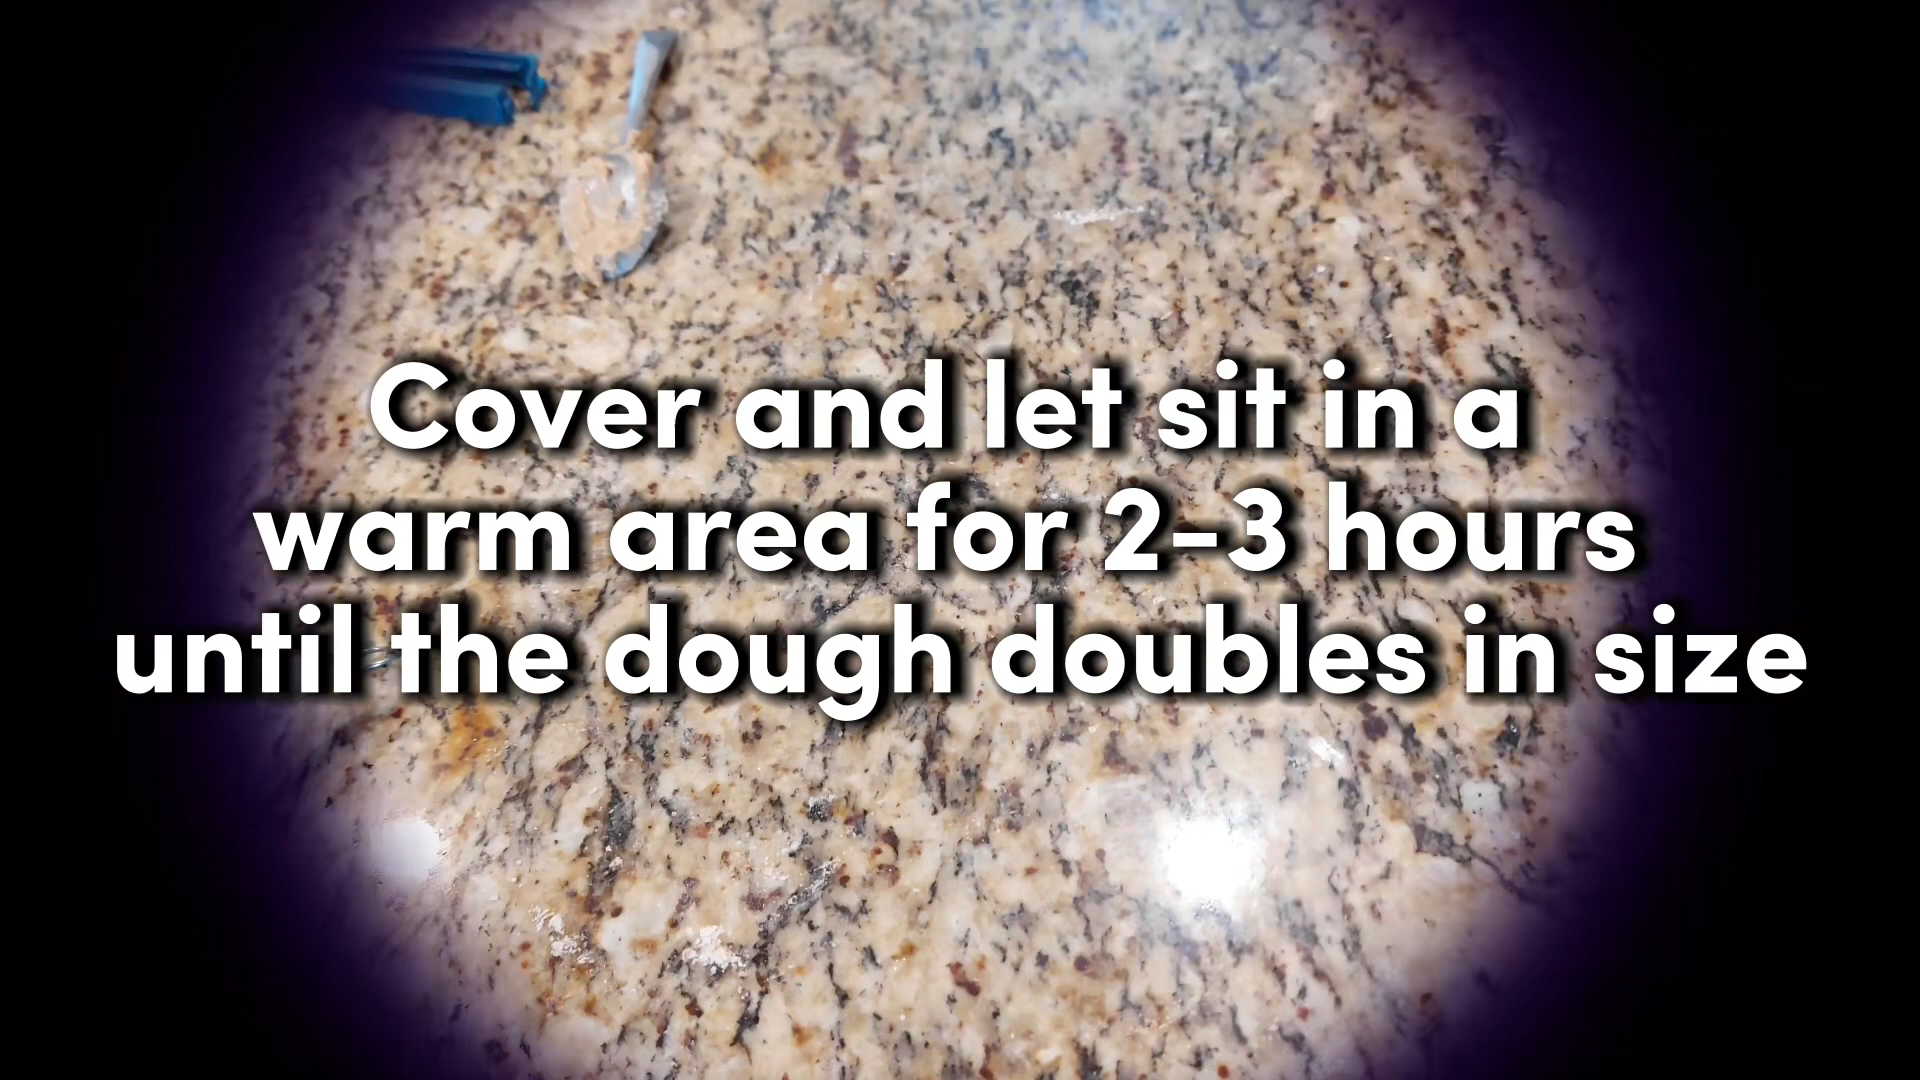 Cover and let sit in a
warm area for 2-3 hours
until the dough doubles in size